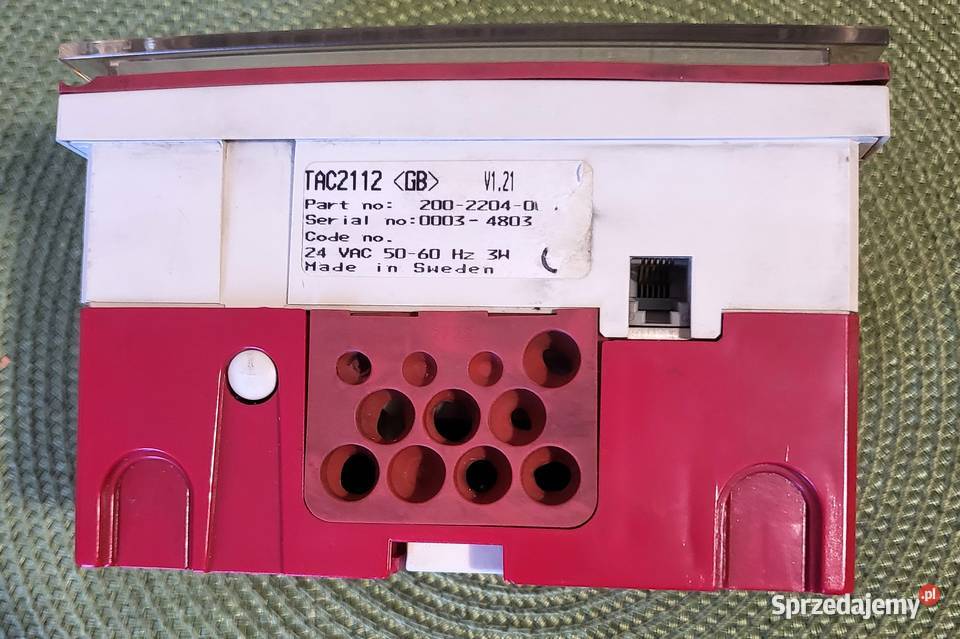 TAC2112 <GB> V1.21
Part no: 200-2204-0
Serial no:0003-4803
Code no.
24 VAC 50-60 Hz 3W
Made in Sweden
Sprzedajemy.pl